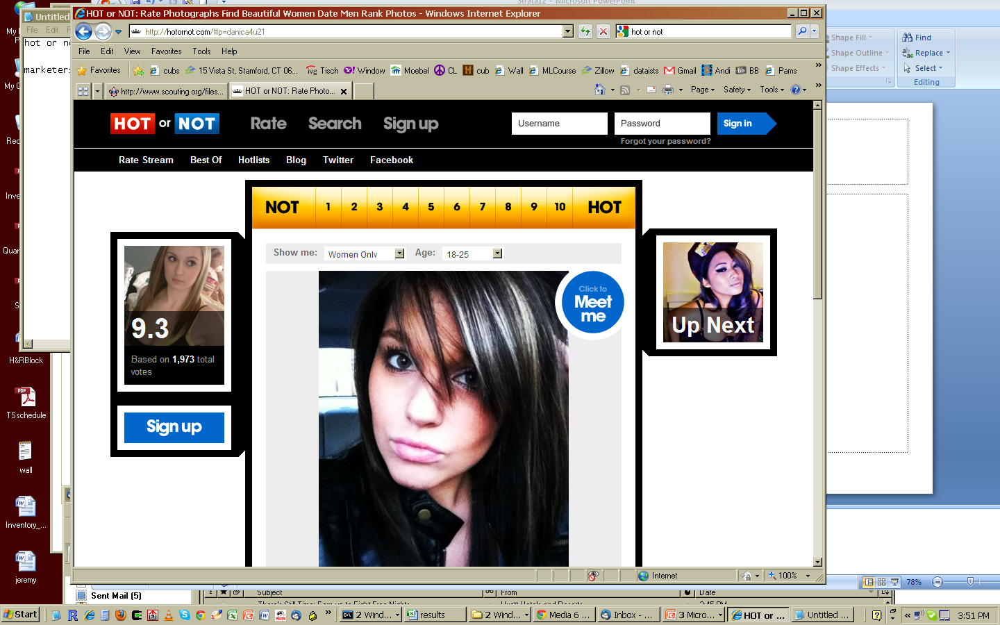 Strata12 - Microsoft PowerPoint
HOT or NOT: Rate Photographs Find Beautiful Women Date Men Rank Photos - Windows Internet Explorer
Untitled
File Edit
hot or no
marketers
http://hotornot.com/#p=danica4u21
hot or not
File Edit View Favorites Tools Help
Favorites cubs 15 Vista St, Stamford, CT 06... Tisch Window Moebel CL cub Wall MLCourse Zillow dataists Gmail Andi BB Pams
http://www.scouting.org/files... HOT or NOT: Rate Photo...
Page Safety Tools
Shape Fill
Shape Outline
Shape Effects
Find
Replace
Select
Editing
HOT or NOT Rate Search Sign up
Username Password Sign in
Forgot your password?
Rate Stream Best Of Hotlists Blog Twitter Facebook
NOT 1 2 3 4 5 6 7 8 9 10 HOT
Show me: Women Only Age: 18-25
Click to
Meet
me
9.3
Based on 1,973 total
votes
Sign up
Up Next
H&RBlock
PDF
TSschedule
wall
Inventory_...
jeremy
Internet
100%
78%
Sent Mail (5)
Subject From Date
Start
2 Wind... results 2 Wind... Media 6 ... Inbox - ... 3 Micro... HOT or ... Untitled ...
3:51 PM